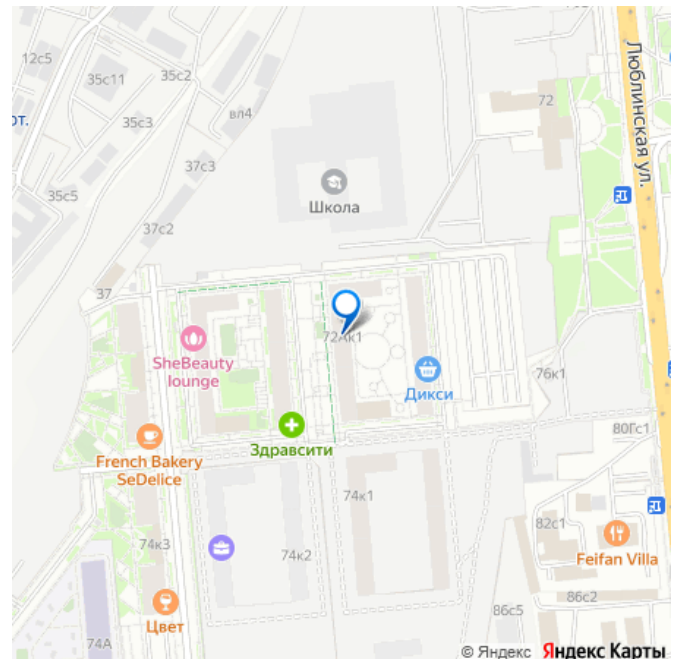 12с5
35с11
35с2
вл4
72
Люблинская ул.
от.
35с3
37с3
35с5
Школа
37с2
37
72Ак1
SheBeauty
lounge
Дикси
76к1
80Гс1
Здравсити
French Bakery
SeDelice
74к1
82с1
74к3
74к2
Feifan Villa
86с2
86с5
Цвет
74А
© Яндекс Яндекс Карты